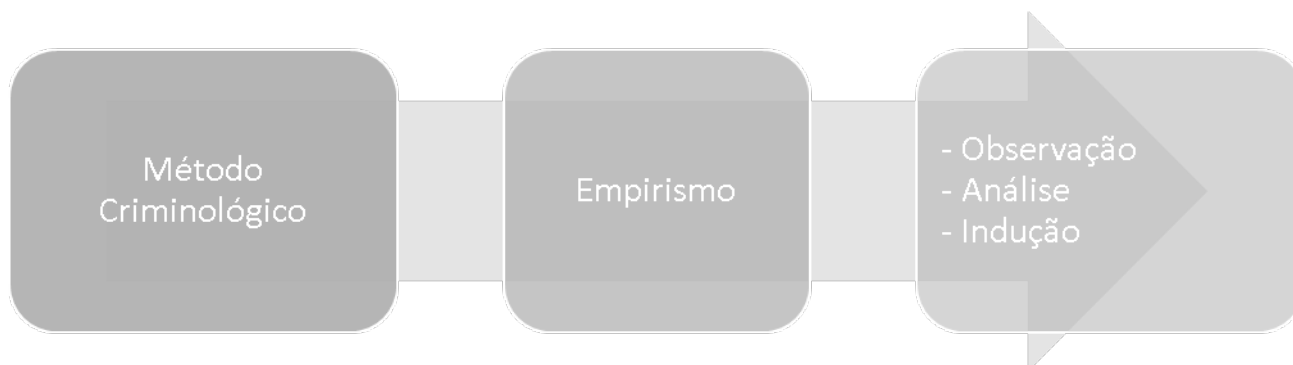 Método
Criminológico
Empirismo
- Observação
- Análise
- Indução